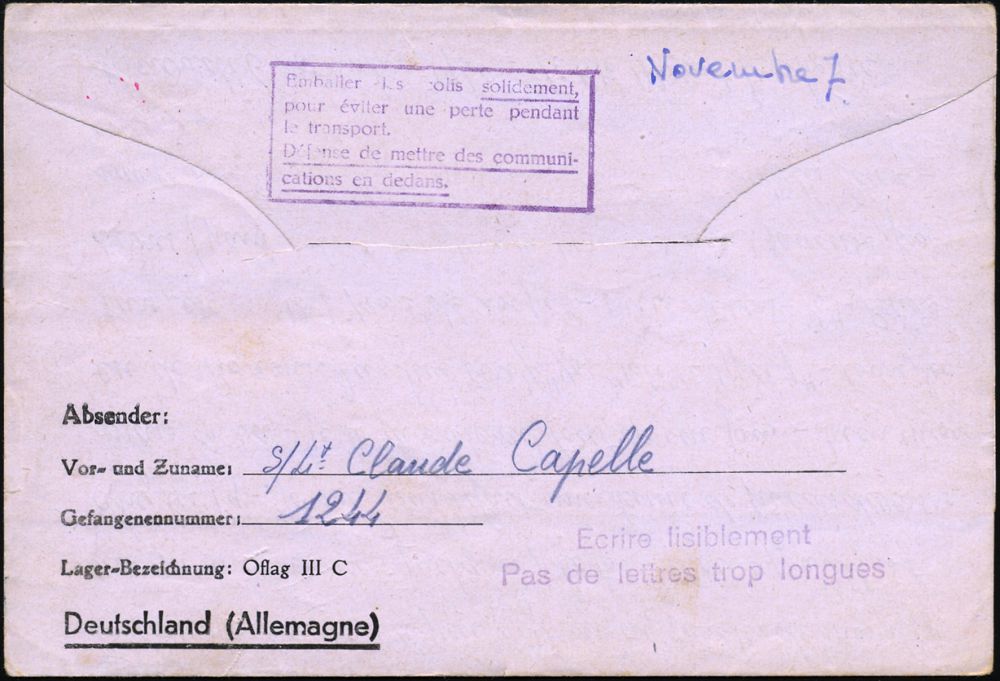 Novembre 7
Emballer les colis solidement,
pour éviter une perte pendant
le transport.
Défense de mettre des communi-
cations en dedans.
Absender:
Vor- und Zuname: S/Lt Claude Capelle
Gefangenennummer: 1244
Lager-Bezeichnung: Oflag III C
Ecrire lisiblement
Pas de lettres trop longues
Deutschland (Allemagne)